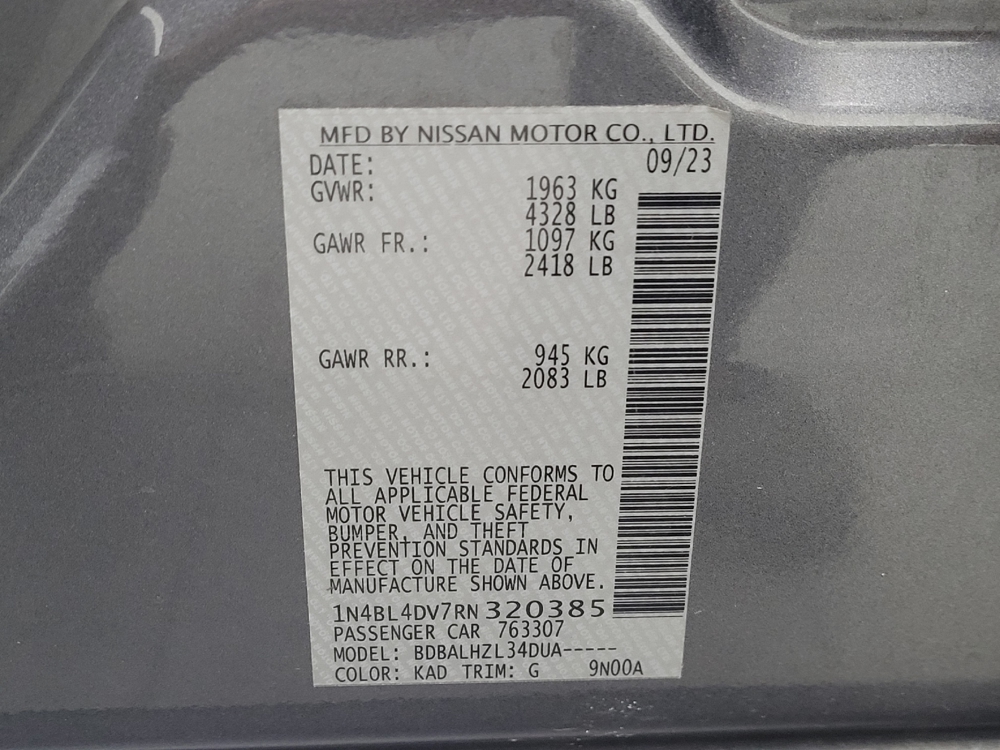 MFD BY NISSAN MOTOR CO., LTD.
DATE: 09/23
GVWR: 1963 KG
4328 LB
GAWR FR.: 1097 KG
2418 LB
GAWR RR.: 945 KG
2083 LB
THIS VEHICLE CONFORMS TO
ALL APPLICABLE FEDERAL
MOTOR VEHICLE SAFETY,
BUMPER, AND THEFT
PREVENTION STANDARDS IN
EFFECT ON THE DATE OF
MANUFACTURE SHOWN ABOVE.
1N4BL4DV7RN320385
PASSENGER CAR 763307
MODEL: BDBALHZL34DUA-----
COLOR: KAD TRIM: G 9N00A